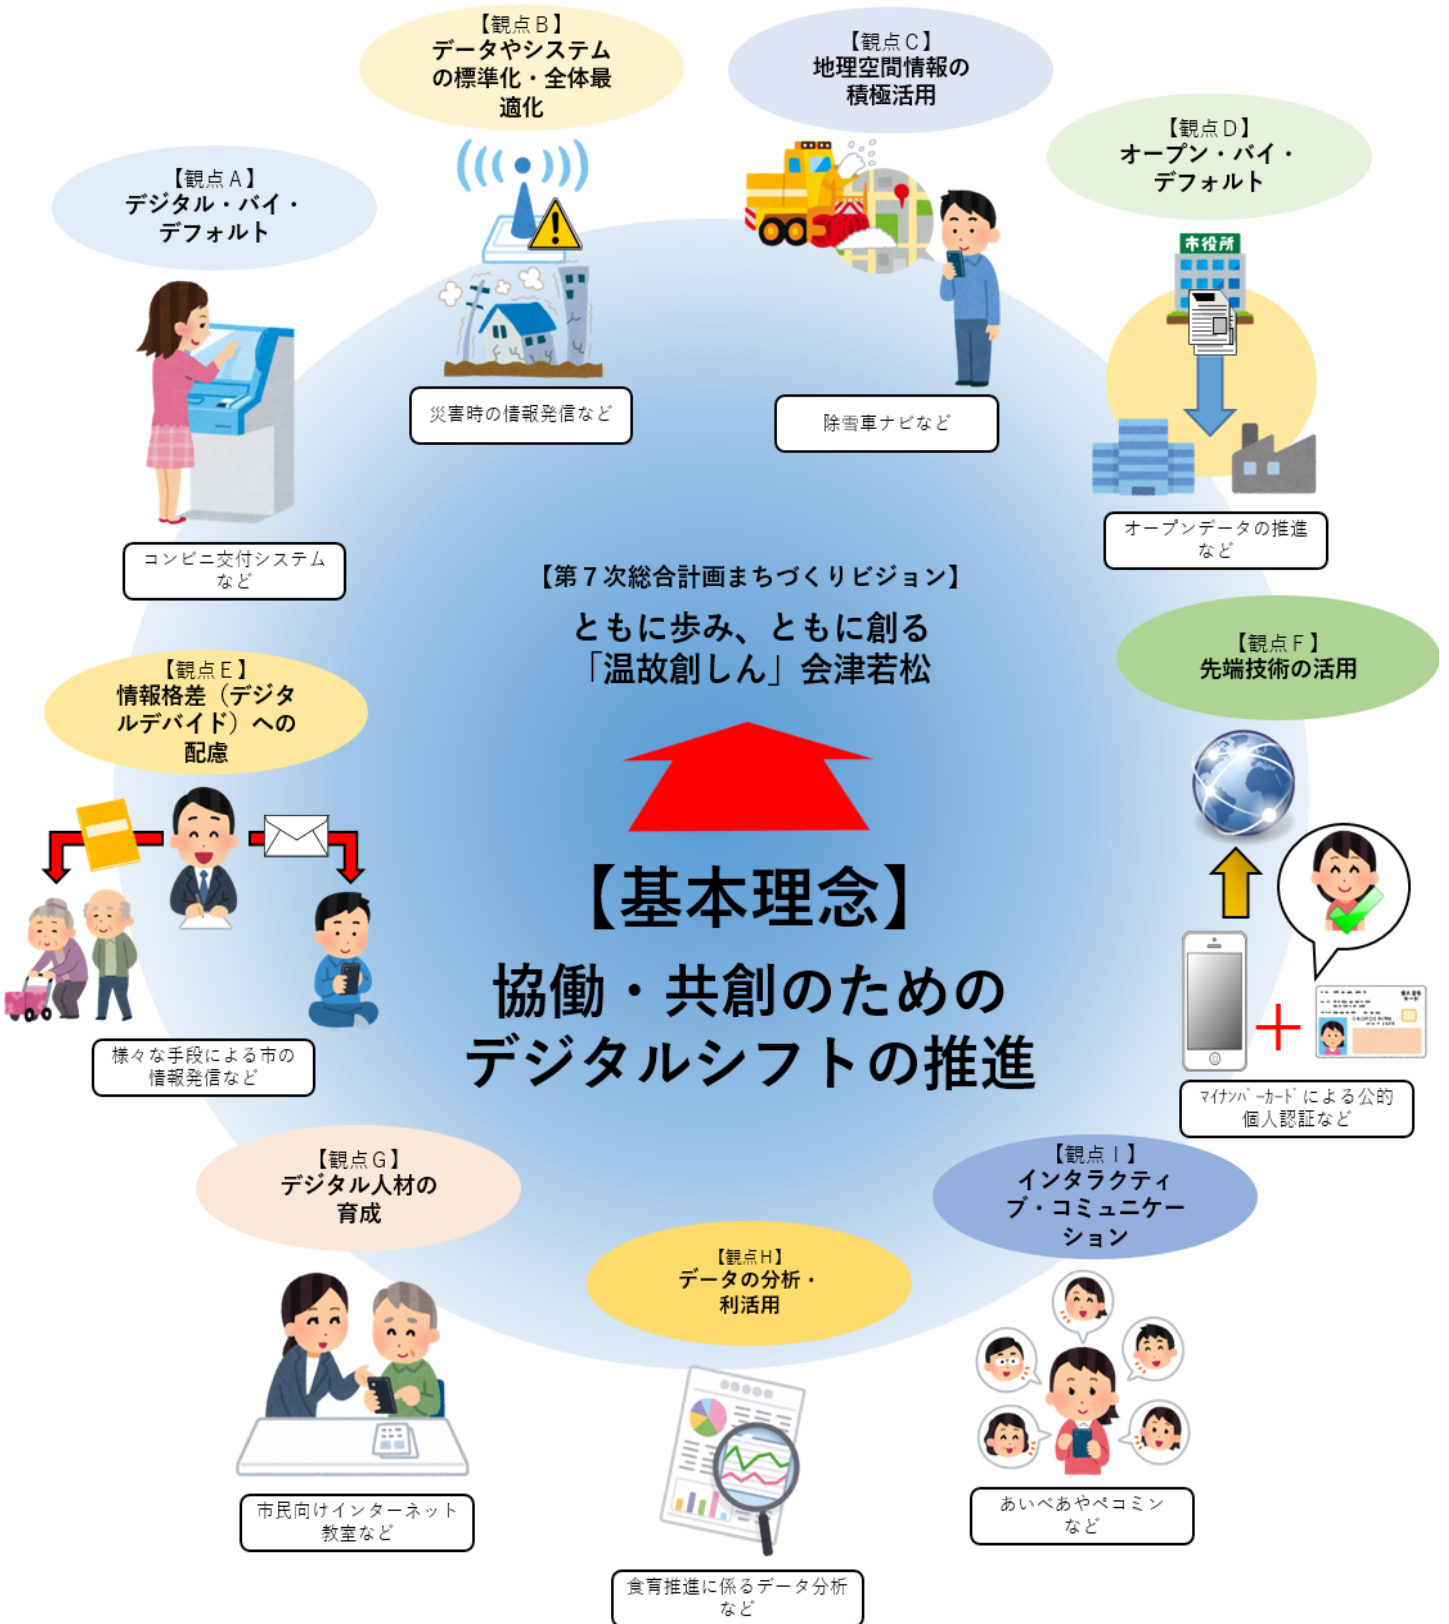 【観点A】
デジタル・バイ・
デフォルト
コンビニ交付システム
など
【観点B】
データやシステム
の標準化・全体最
適化
災害時の情報発信など
【観点C】
地理空間情報の
積極活用
除雪車ナビなど
【観点D】
オープン・バイ・
デフォルト
市役所
オープンデータの推進
など
【第７次総合計画まちづくりビジョン】
ともに歩み、ともに創る
「温故創しん」会津若松
【基本理念】
協働・共創のための
デジタルシフトの推進
【観点E】
情報格差（デジタ
ルデバイド）への
配慮
様々な手段による市の
情報発信など
【観点F】
先端技術の活用
ﾏｲﾅﾝﾊﾞｰｶｰﾄﾞによる公的
個人認証など
【観点G】
デジタル人材の
育成
市民向けインターネット
教室など
【観点H】
データの分析・
利活用
食育推進に係るデータ分析
など
【観点I】
インタラクティ
ブ・コミュニケー
ション
あいべあやペコミン
など